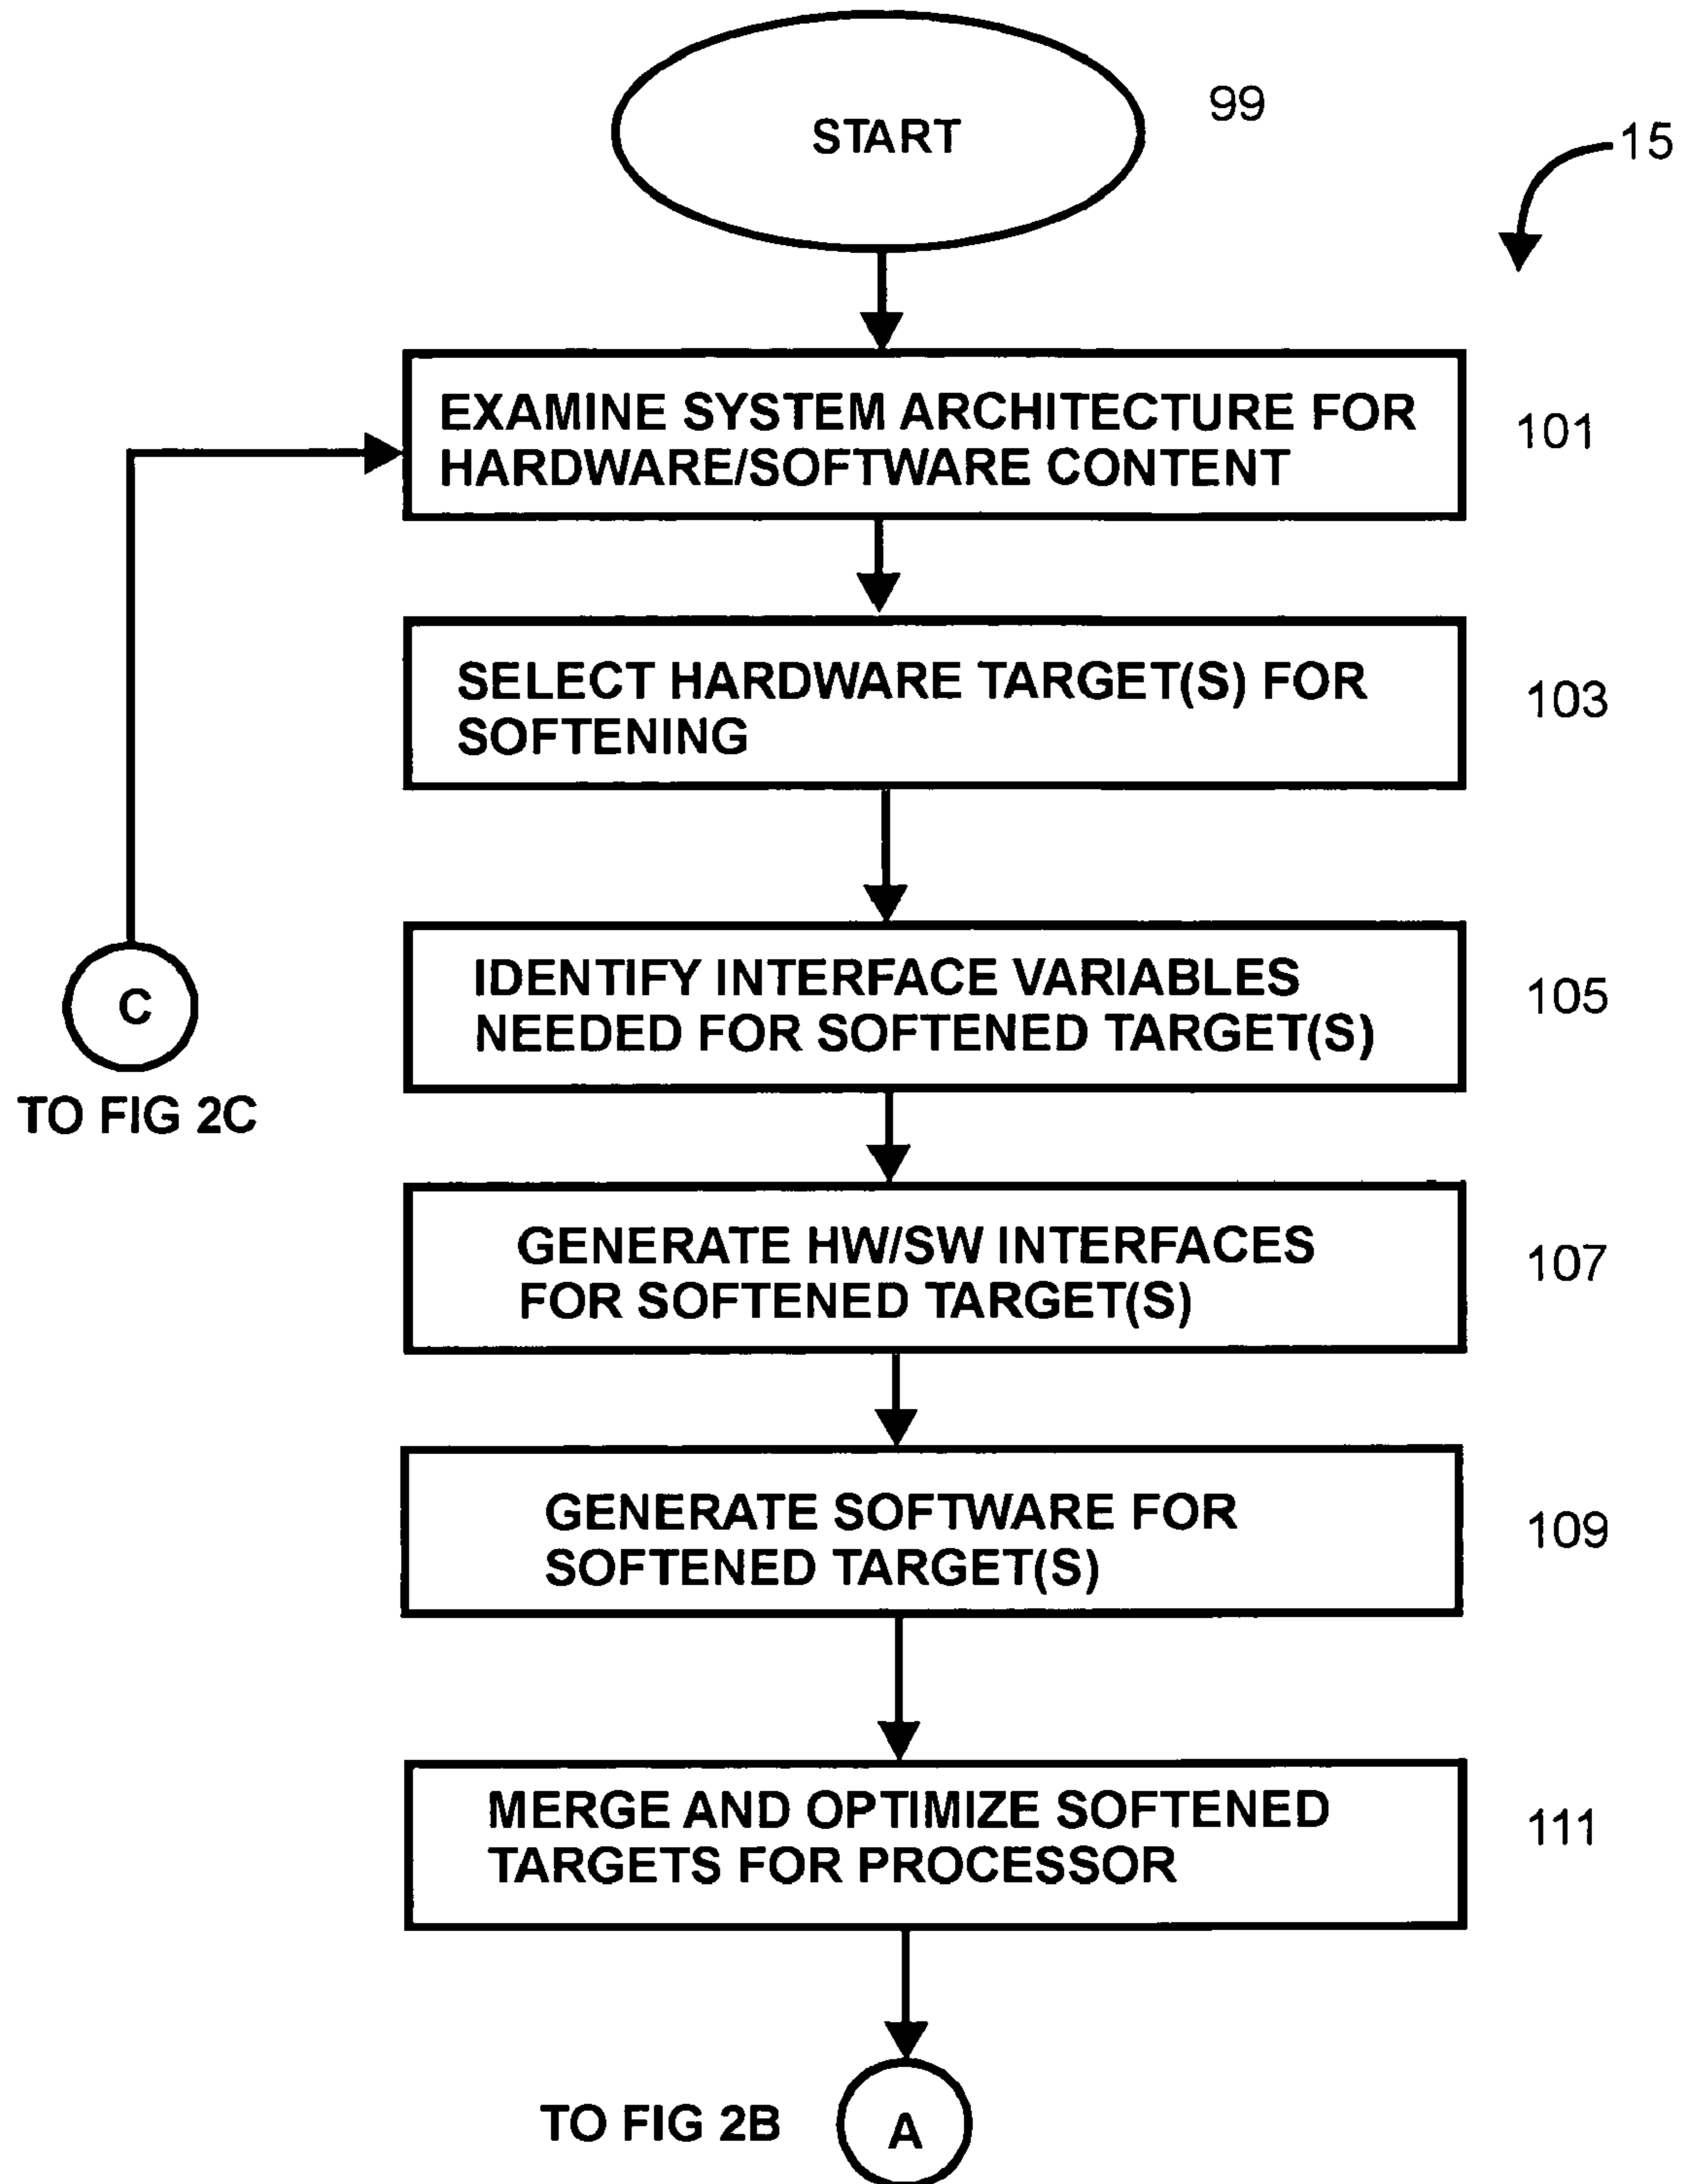 START
99
15
EXAMINE SYSTEM ARCHITECTURE FOR
HARDWARE/SOFTWARE CONTENT
101
SELECT HARDWARE TARGET(S) FOR
SOFTENING
103
IDENTIFY INTERFACE VARIABLES
NEEDED FOR SOFTENED TARGET(S)
105
C
TO FIG 2C
GENERATE HW/SW INTERFACES
FOR SOFTENED TARGET(S)
107
GENERATE SOFTWARE FOR
SOFTENED TARGET(S)
109
MERGE AND OPTIMIZE SOFTENED
TARGETS FOR PROCESSOR
111
TO FIG 2B
A